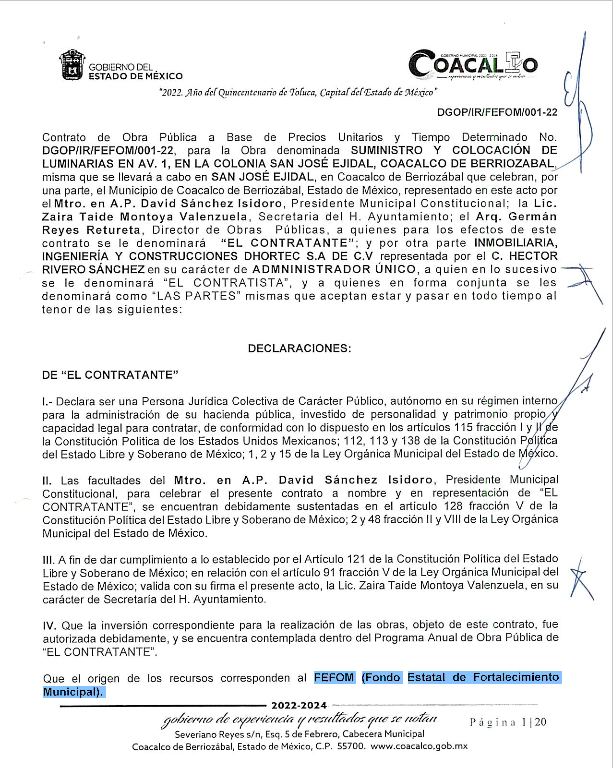 GOBIERNO DEL
ESTADO DE MÉXICO
COACALCO
"2022. Año del Quincentenario de Toluca, Capital del Estado de México"
DGOP/IR/FEFOM/001-22
Contrato de Obra Pública a Base de Precios Unitarios y Tiempo Determinado No.
DGOP/IR/FEFOM/001-22, para la Obra denominada SUMINISTRO Y COLOCACIÓN DE
LUMINARIAS EN AV. 1, EN LA COLONIA SAN JOSÉ EJIDAL, COACALCO DE BERRIOZABAL,
misma que se llevará a cabo en SAN JOSÉ EJIDAL, en Coacalco de Berriozábal que celebran, por
una parte, el Municipio de Coacalco de Berriozábal, Estado de México, representado en este acto por
el Mtro. en A.P. David Sánchez Isidoro, Presidente Municipal Constitucional; la Lic.
Zaira Taide Montoya Valenzuela, Secretaria del H. Ayuntamiento; el Arq. Germán
Reyes Retureta, Director de Obras Públicas, a quienes para los efectos de este
contrato se le denominará "EL CONTRATANTE"; y por otra parte INMOBILIARIA,
INGENIERÍA Y CONSTRUCCIONES DHORTEC S.A DE C.V representada por el C. HECTOR
RIVERO SÁNCHEZ en su carácter de ADMNINISTRADOR ÚNICO, a quien en lo sucesivo
se le denominará "EL CONTRATISTA", y a quienes en forma conjunta se les
denominará como "LAS PARTES" mismas que aceptan estar y pasar en todo tiempo al
tenor de las siguientes:
DECLARACIONES:
DE "EL CONTRATANTE"
I.- Declara ser una Persona Jurídica Colectiva de Carácter Público, autónomo en su régimen interno
para la administración de su hacienda pública, investido de personalidad y patrimonio propio y
capacidad legal para contratar, de conformidad con lo dispuesto en los artículos 115 fracción I y II de
la Constitución Politica de los Estados Unidos Mexicanos; 112, 113 y 138 de la Constitución Política
del Estado Libre y Soberano de México; 1, 2 y 15 de la Ley Orgánica Municipal del Estado de México.
II. Las facultades del Mtro. en A.P. David Sánchez Isidoro, Presidente Municipal
Constitucional, para celebrar el presente contrato a nombre y en representación de "EL
CONTRATANTE", se encuentran debidamente sustentadas en el artículo 128 fracción V de la
Constitución Política del Estado Libre y Soberano de México; 2 y 48 fracción II y VIII de la Ley Orgánica
Municipal del Estado de México.
III. A fin de dar cumplimiento a lo establecido por el Artículo 121 de la Constitución Política del Estado
Libre y Soberano de México; en relación con el artículo 91 fracción V de la Ley Orgánica Municipal del
Estado de México; valida con su firma el presente acto, la Lic. Zaira Taide Montoya Valenzuela, en su
carácter de Secretaria del H. Ayuntamiento.
IV. Que la inversión correspondiente para la realización de las obras, objeto de este contrato, fue
autorizada debidamente, y se encuentra contemplada dentro del Programa Anual de Obra Pública de
"EL CONTRATANTE".
Que el origen de los recursos corresponden al FEFOM (Fondo Estatal de Fortalecimiento
Municipal).
2022-2024
gobierno de experiencia y resultados que se notan
Página 1|20
Severiano Reyes s/n, Esq. 5 de Febrero, Cabecera Municipal
Coacalco de Berriozábal, Estado de México, C.P. 55700. www.coacalco.gob.mx